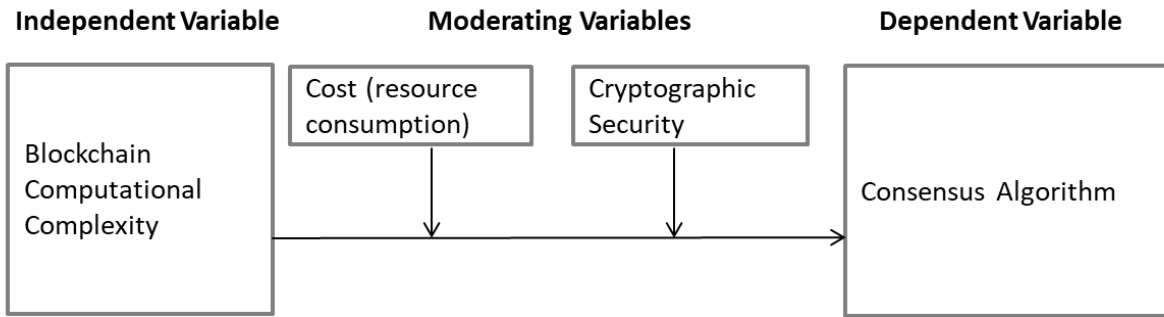 Independent Variable
Moderating Variables
Dependent Variable
Cost (resource
consumption)
Cryptographic
Security
Blockchain
Computational
Complexity
Consensus Algorithm